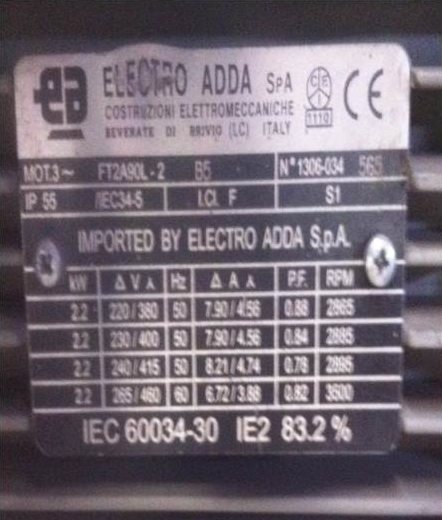 ea ELECTRO ADDA SpA
COSTRUZIONI ELETTROMECCANICHE
BEVERATE DI BRIVIO (LC) ITALY
CEI
1110
CE
MOT.3~ FT2A90L-2 B5 N° 1306-034 565
IP 55 /IEC34-5 I.Cl. F S1
IMPORTED BY ELECTRO ADDA S.p.A.
kW Δ V Y Hz Δ A Y P.F. RPM
2.2 220/380 50 7.90/4.56 0.88 2865
2.2 230/400 50 7.90/4.56 0.84 2885
2.2 240/415 50 8.21/4.74 0.78 2895
2.2 265/460 60 6.72/3.88 0.82 3500
IEC 60034-30 IE2 83.2 %